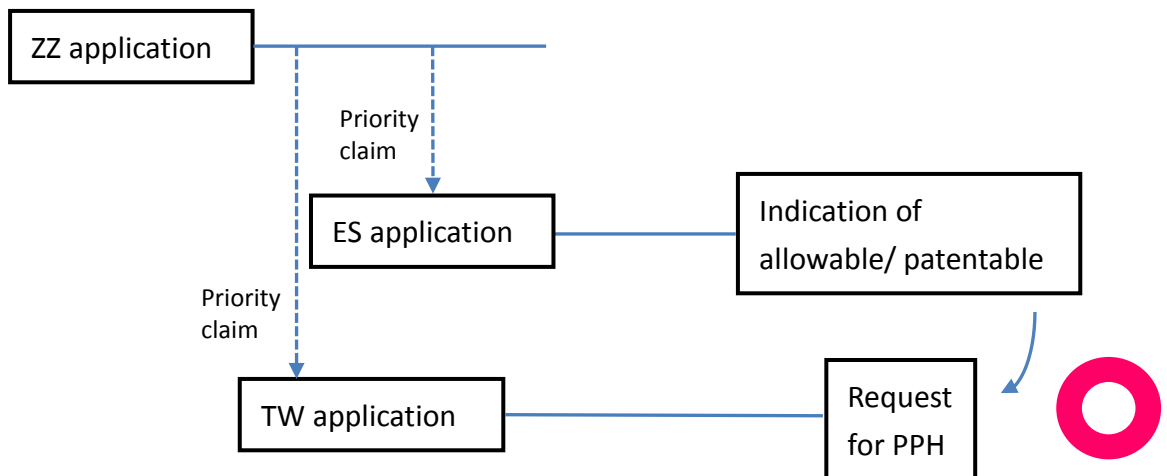 ZZ application
Priority
claim
ES application
Indication of
allowable/ patentable
Priority
claim
TW application
Request
for PPH